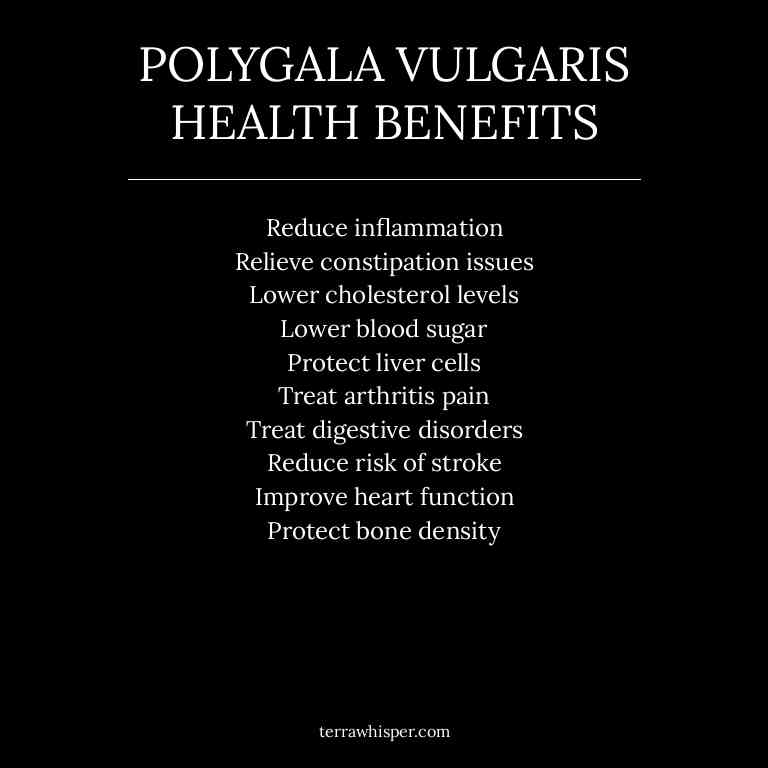 POLYGALA VULGARIS
HEALTH BENEFITS
Reduce inflammation
Relieve constipation issues
Lower cholesterol levels
Lower blood sugar
Protect liver cells
Treat arthritis pain
Treat digestive disorders
Reduce risk of stroke
Improve heart function
Protect bone density
terrawhisper.com